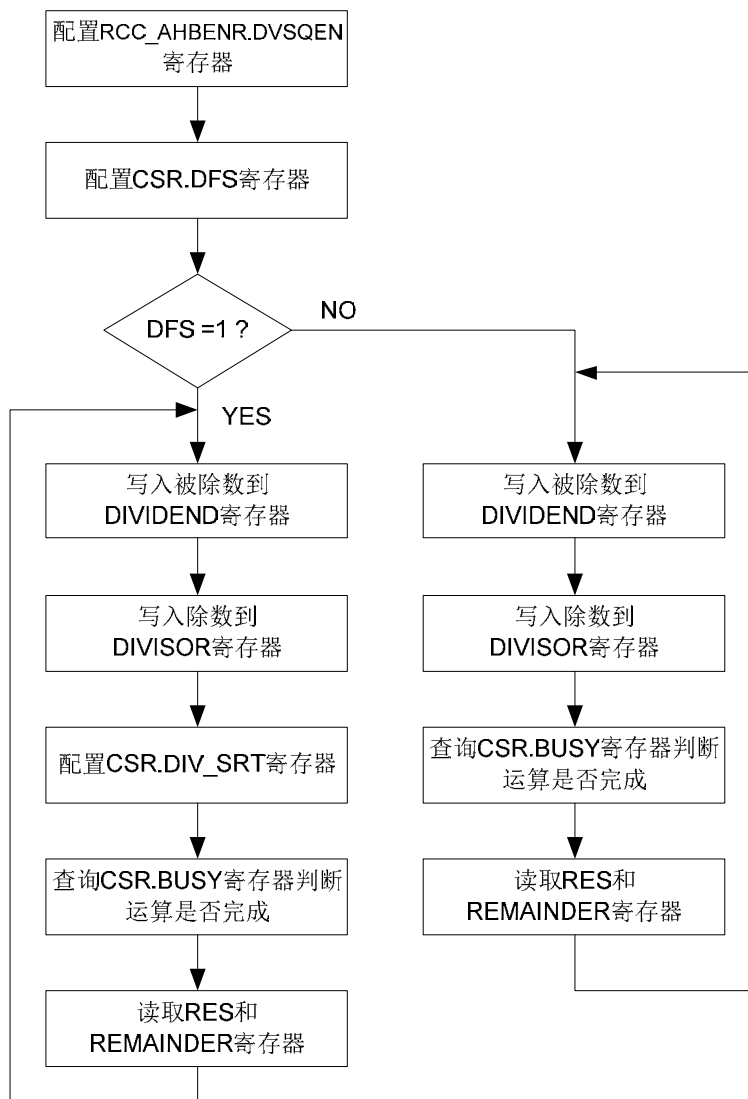 配置RCC_AHBENR.DVSQEN
寄存器
配置CSR.DFS寄存器
DFS =1 ?
NO
YES
写入被除数到
DIVIDEND寄存器
写入除数到
DIVISOR寄存器
配置CSR.DIV_SRT寄存器
查询CSR.BUSY寄存器判断
运算是否完成
读取RES和
REMAINDER寄存器
写入被除数到
DIVIDEND寄存器
写入除数到
DIVISOR寄存器
查询CSR.BUSY寄存器判断
运算是否完成
读取RES和
REMAINDER寄存器